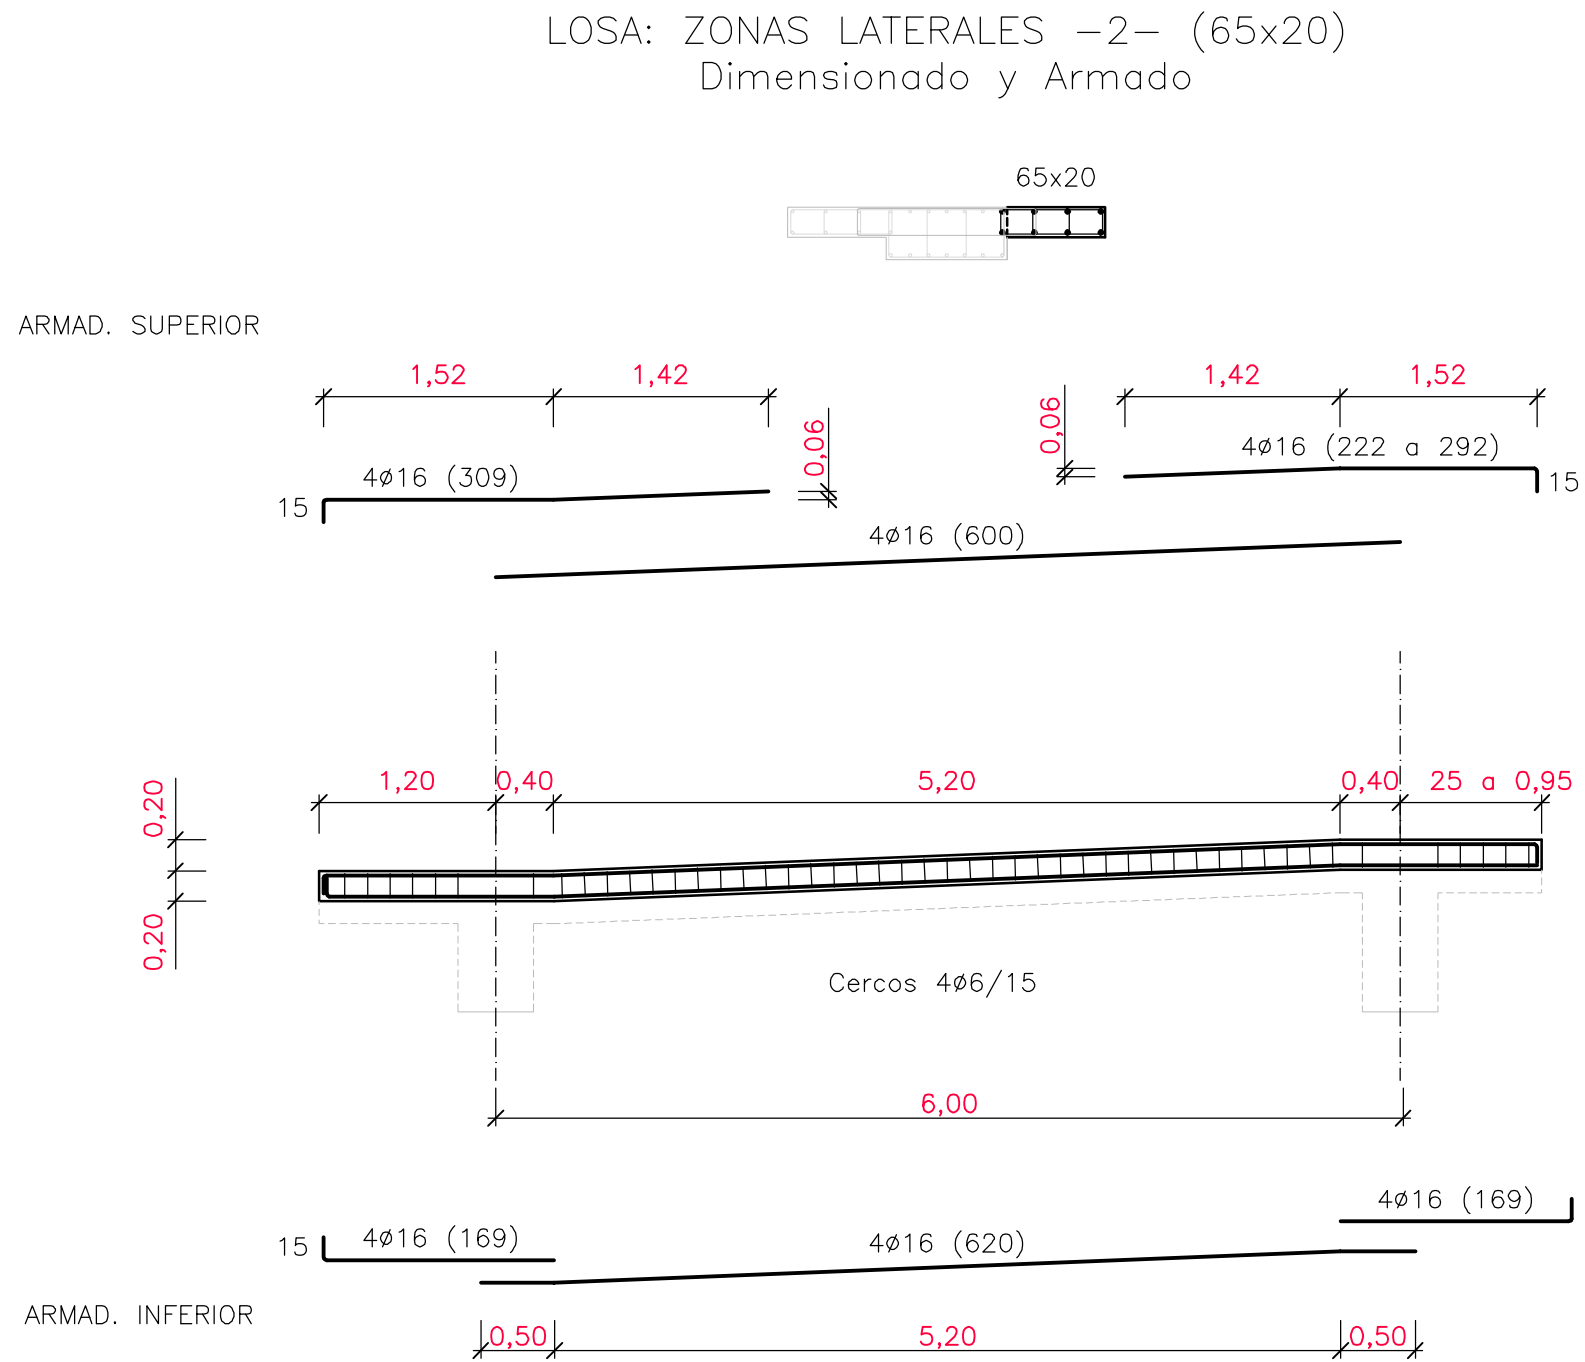 LOSA: ZONAS LATERALES -2- (65x20)
Dimensionado y Armado
65x20
ARMAD. SUPERIOR
1,52 1,42 1,42 1,52
0,06 0,06
4ø16 (309) 4ø16 (222 a 292)
15 15
4ø16 (600)
1,20 0,40 5,20 0,40 25 a 0,95
0,20
0,20
Cercos 4ø6/15
6,00
4ø16 (169)
15 4ø16 (169) 4ø16 (620)
ARMAD. INFERIOR
0,50 5,20 0,50